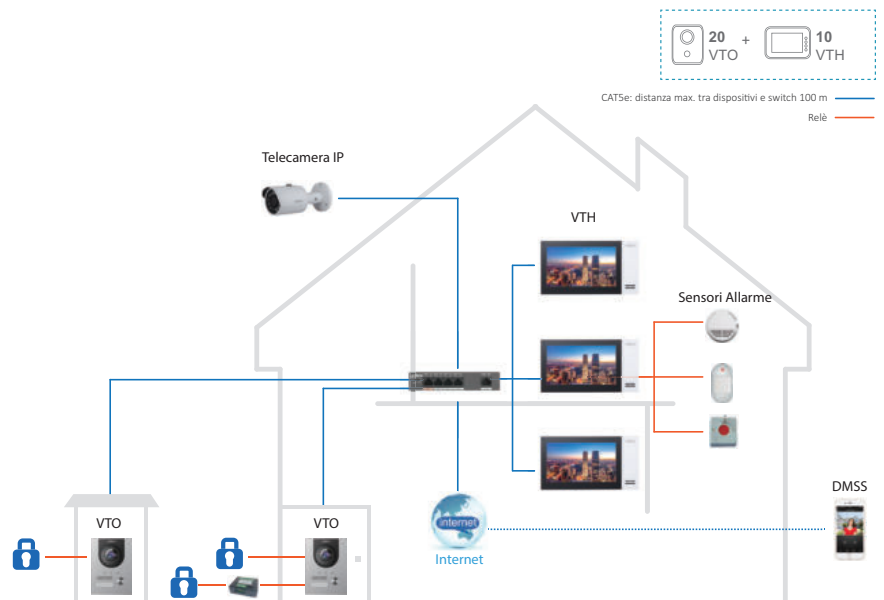 20
VTO
+
10
VTH
CAT5e: distanza max. tra dispositivi e switch 100 m
Relè
Telecamera IP
VTH
Sensori Allarme
DMSS
VTO
VTO
internet
Internet